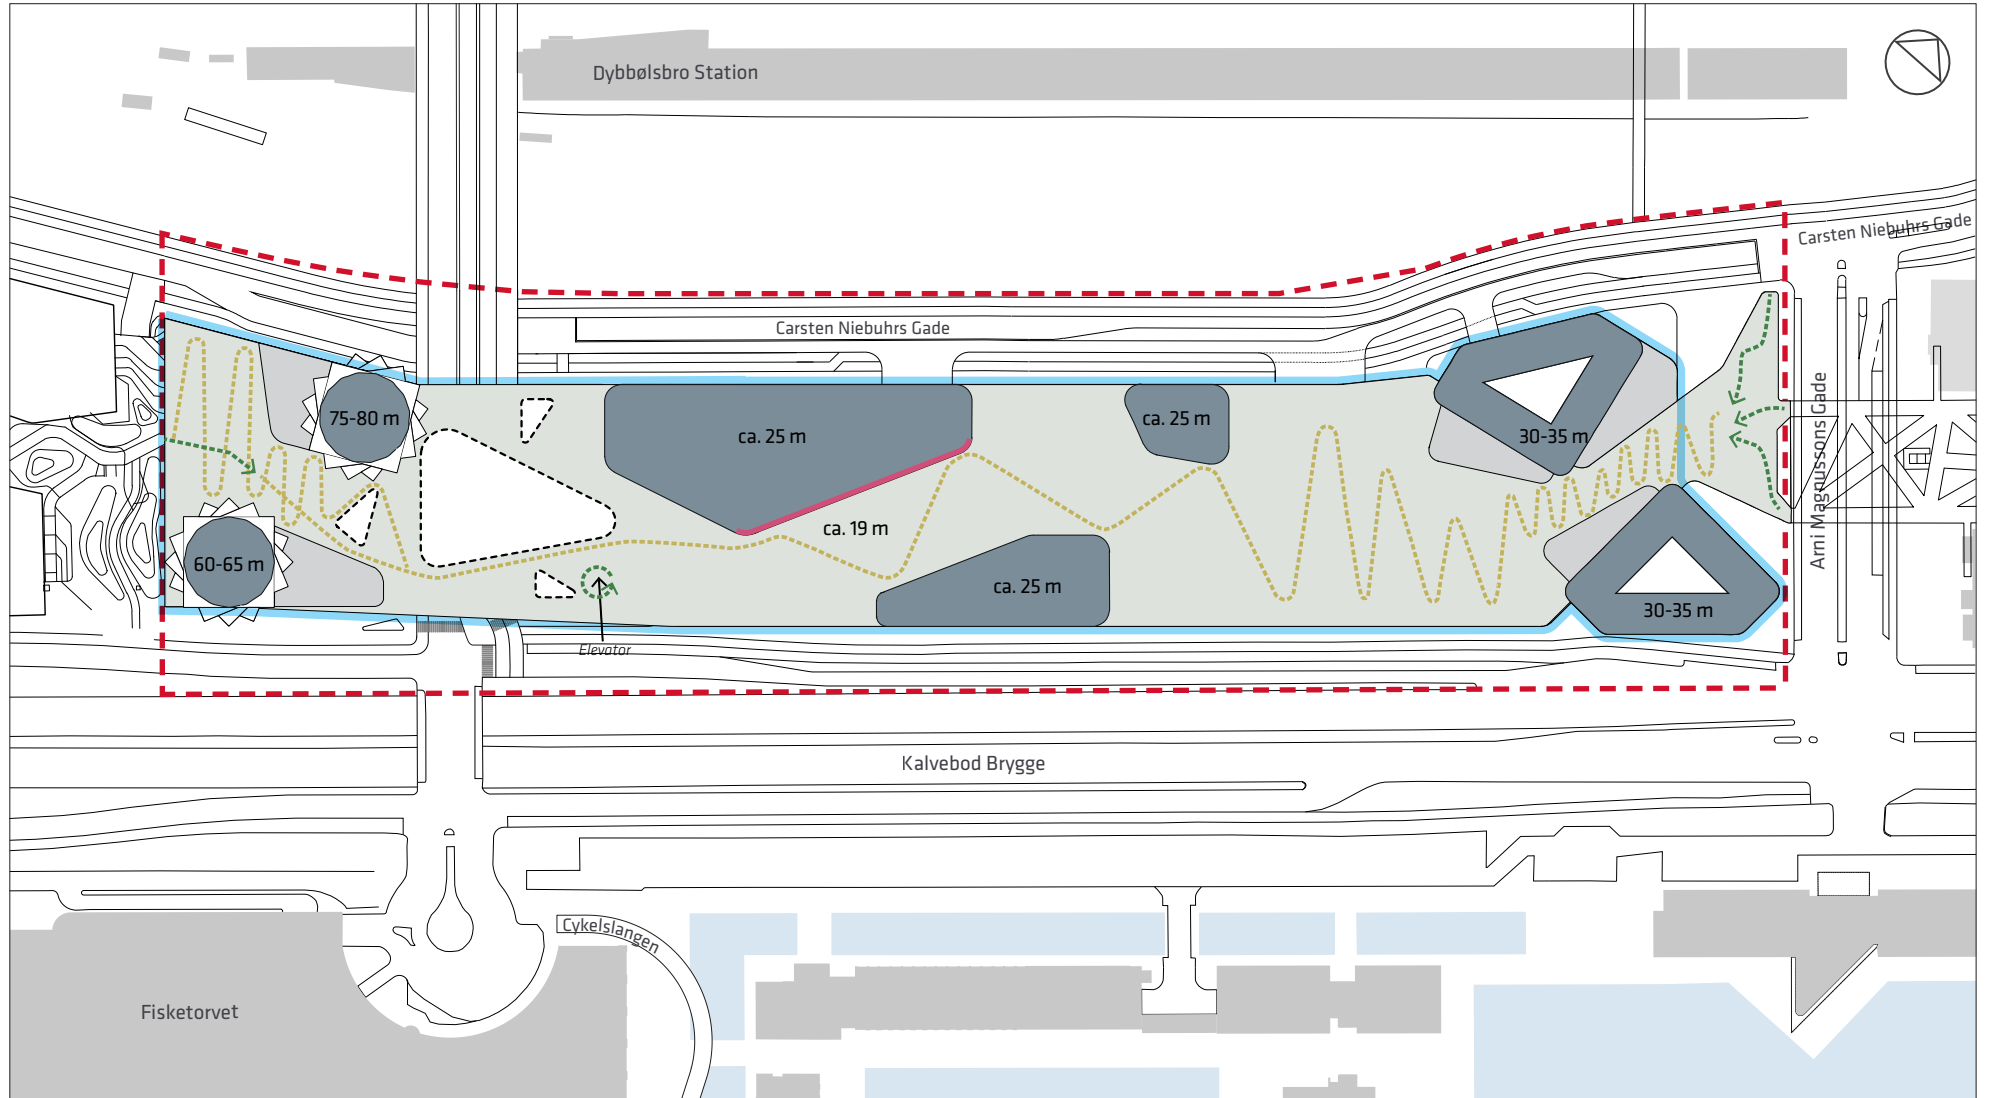 Dybbølsbro Station
Carsten Niebuhrs Gade
Carsten Niebuhrs Gade
75-80 m
ca. 25 m
ca. 25 m
30-35 m
Arni Magnussons Gade
ca. 19 m
60-65 m
ca. 25 m
30-35 m
Elevator
Kalvebod Brygge
Cykelslangen
Fisketorvet